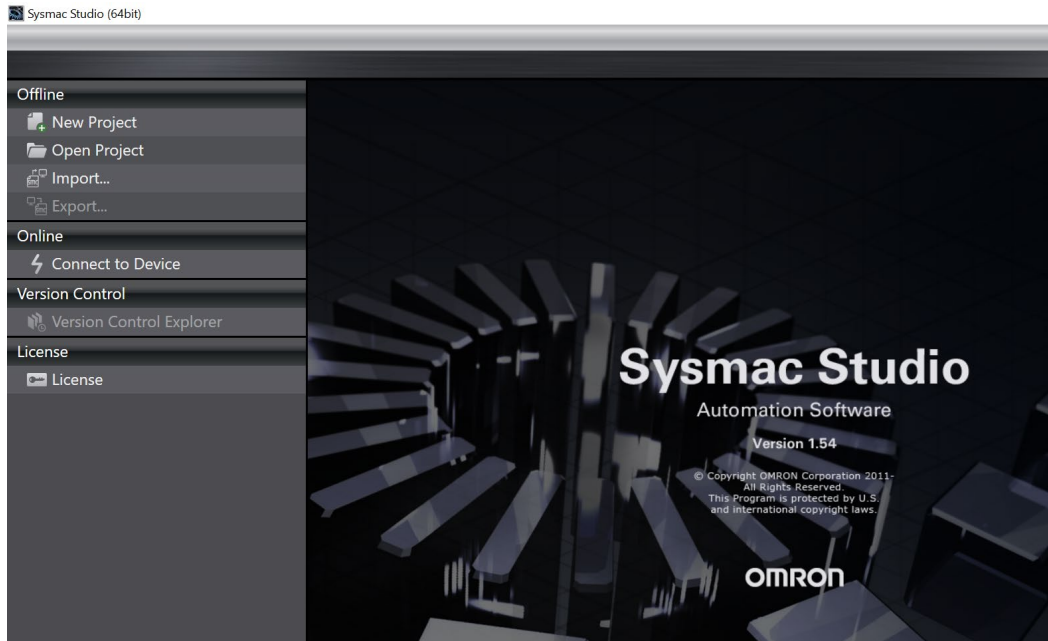 Sysmac Studio (64bit)
Offline
New Project
Open Project
Import...
Export...
Online
Connect to Device
Version Control
Version Control Explorer
License
License
Sysmac Studio
Automation Software
Version 1.54
© Copyright OMRON Corporation 2011-
All Rights Reserved.
This Program is protected by U.S.
and international copyright laws.
OMRON